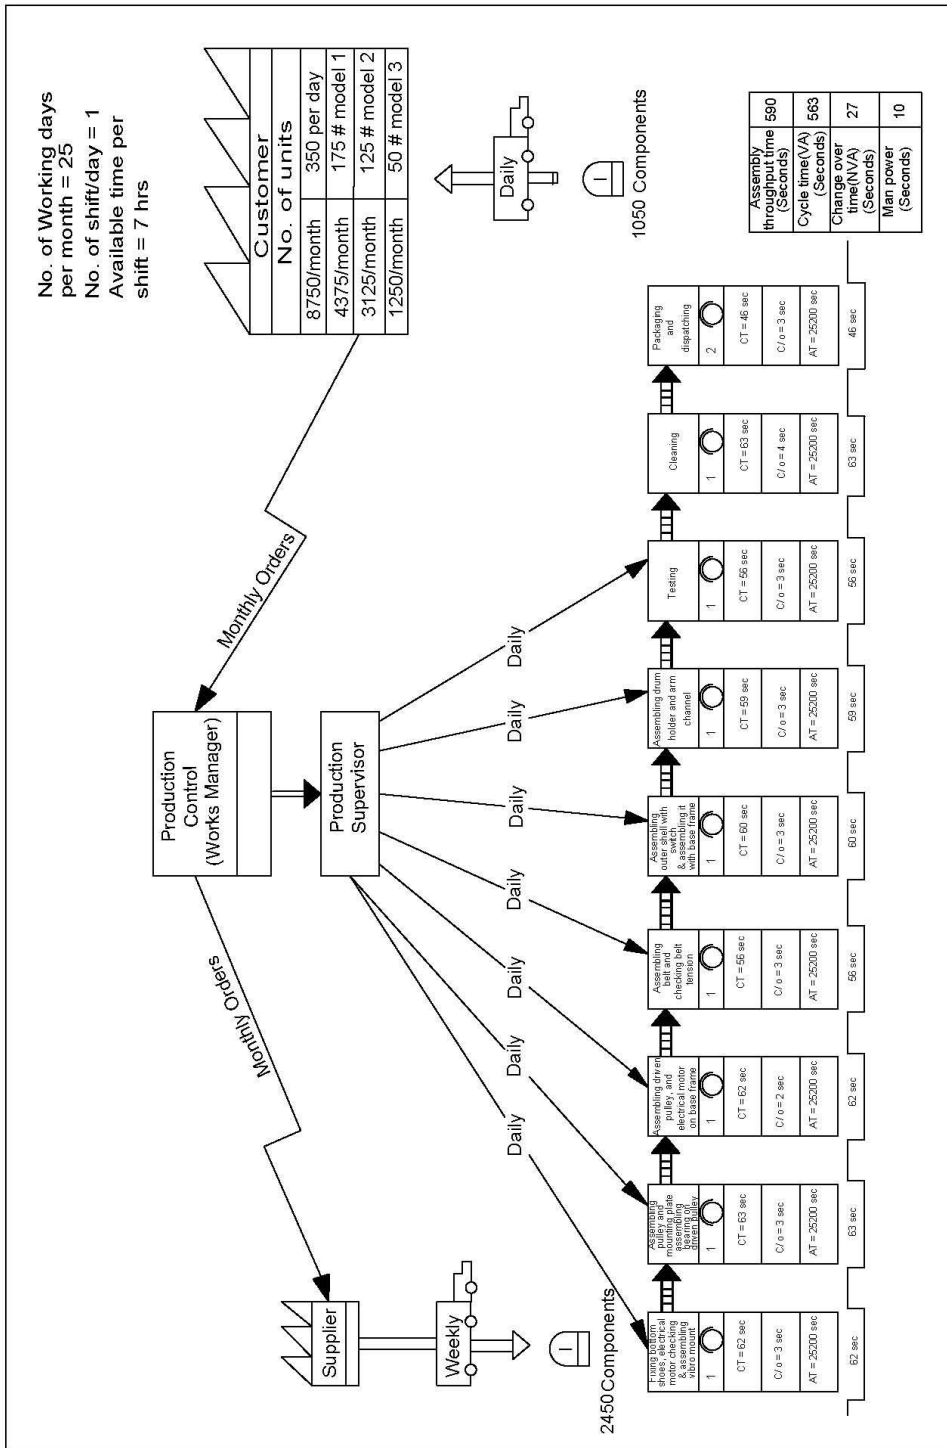 No. of Working days
per month = 25
No. of shift/day = 1
Available time per
shift = 7 hrs
Customer
No. of units
8750/month 350 per day
4375/month 175 # model 1
3125/month 125 # model 2
1250/month 50 # model 3
Monthly Orders
Production
Control
(Works Manager)
Monthly Orders
Supplier
Weekly
I
2450 Components
Production
Supervisor
Daily
Daily
Daily
Daily
Daily
Daily
Daily
Daily
I
1050 Components
Fixing bottom
shoes, electrical
motor checking
& assembling
vibro mount
1
CT = 62 sec
C/o = 3 sec
AT = 25200 sec
62 sec
Assembling
pulley and
mounting plate
assembling
bearing on
driven pulley
1
CT = 63 sec
C/o = 3 sec
AT = 25200 sec
63 sec
Assembling driven
pulley, and
electrical motor
on base frame
1
CT = 62 sec
C/o = 2 sec
AT = 25200 sec
62 sec
Assembling
belt and
checking belt
tension
1
CT = 56 sec
C/o = 3 sec
AT = 25200 sec
56 sec
Assembling
outer shell with
switch
& assembling it
with base frame
1
CT = 60 sec
C/o = 3 sec
AT = 25200 sec
60 sec
Assembling drum
holder and arm
channel
1
CT = 59 sec
C/o = 3 sec
AT = 25200 sec
59 sec
Testing
1
CT = 56 sec
C/o = 3 sec
AT = 25200 sec
56 sec
Cleaning
1
CT = 63 sec
C/o = 4 sec
AT = 25200 sec
63 sec
Packaging
and
dispatching
2
CT = 46 sec
C/o = 3 sec
AT = 25200 sec
46 sec
Assembly
throughput time 590
(Seconds)
Cycle time(VA) 563
(Seconds)
Change over
time(NVA) 27
(Seconds)
Man power 10
(Seconds)